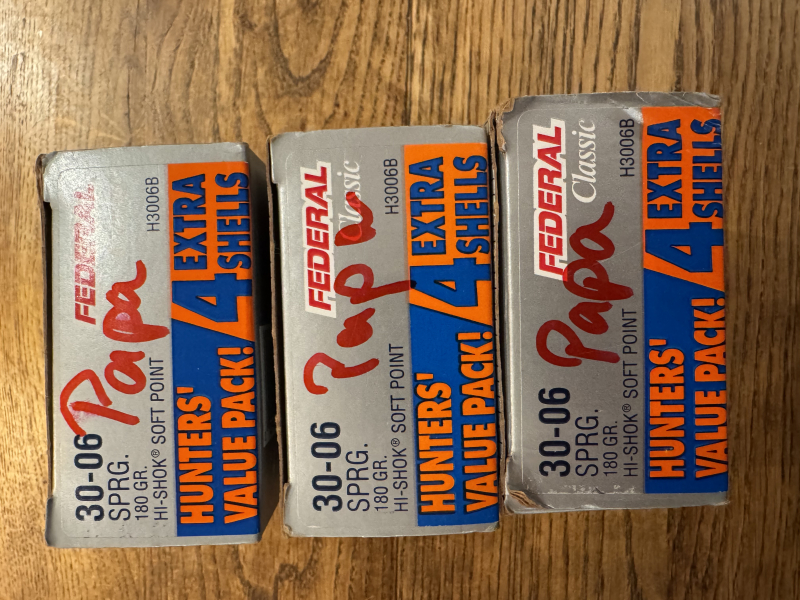 FEDERAL
H3006B
Papa
30-06
SPRG.
180 GR.
HI-SHOK® SOFT POINT
HUNTERS'
VALUE PACK!
4 EXTRA
SHELLS
FEDERAL
Classic
H3006B
Papa
30-06
SPRG.
180 GR.
HI-SHOK® SOFT POINT
HUNTERS'
VALUE PACK!
4 EXTRA
SHELLS
FEDERAL
Classic
H3006B
Papa
30-06
SPRG.
180 GR.
HI-SHOK® SOFT POINT
HUNTERS'
VALUE PACK!
4 EXTRA
SHELLS